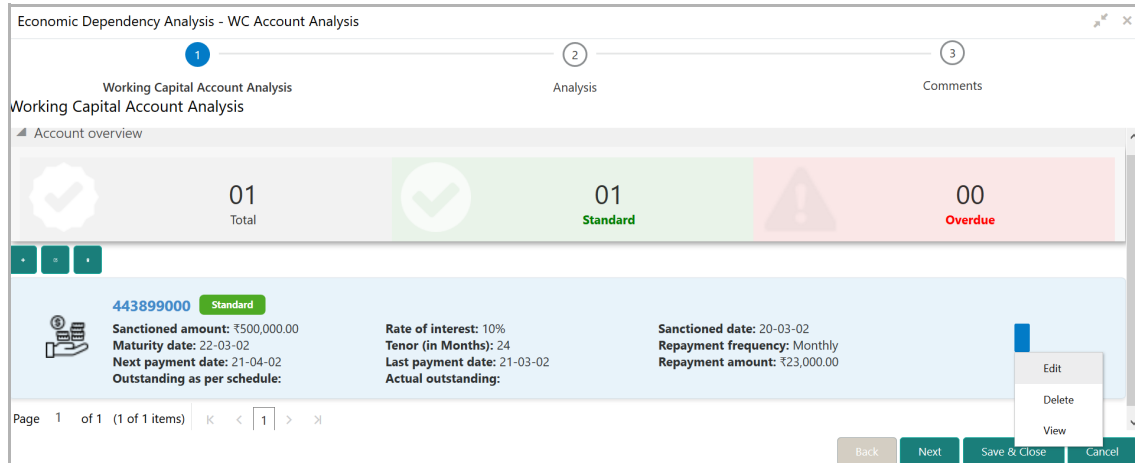 Economic Dependency Analysis - WC Account Analysis
1
2
3
Working Capital Account Analysis
Analysis
Comments
Working Capital Account Analysis
Account overview
01
Total
01
Standard
00
Overdue
443899000 Standard
Sanctioned amount: ₹500,000.00
Rate of interest: 10%
Sanctioned date: 20-03-02
Maturity date: 22-03-02
Tenor (in Months): 24
Repayment frequency: Monthly
Next payment date: 21-04-02
Last payment date: 21-03-02
Repayment amount: ₹23,000.00
Outstanding as per schedule:
Actual outstanding:
Edit
Delete
View
Page 1 of 1 (1 of 1 items) 1
Back Next Save & Close Cancel